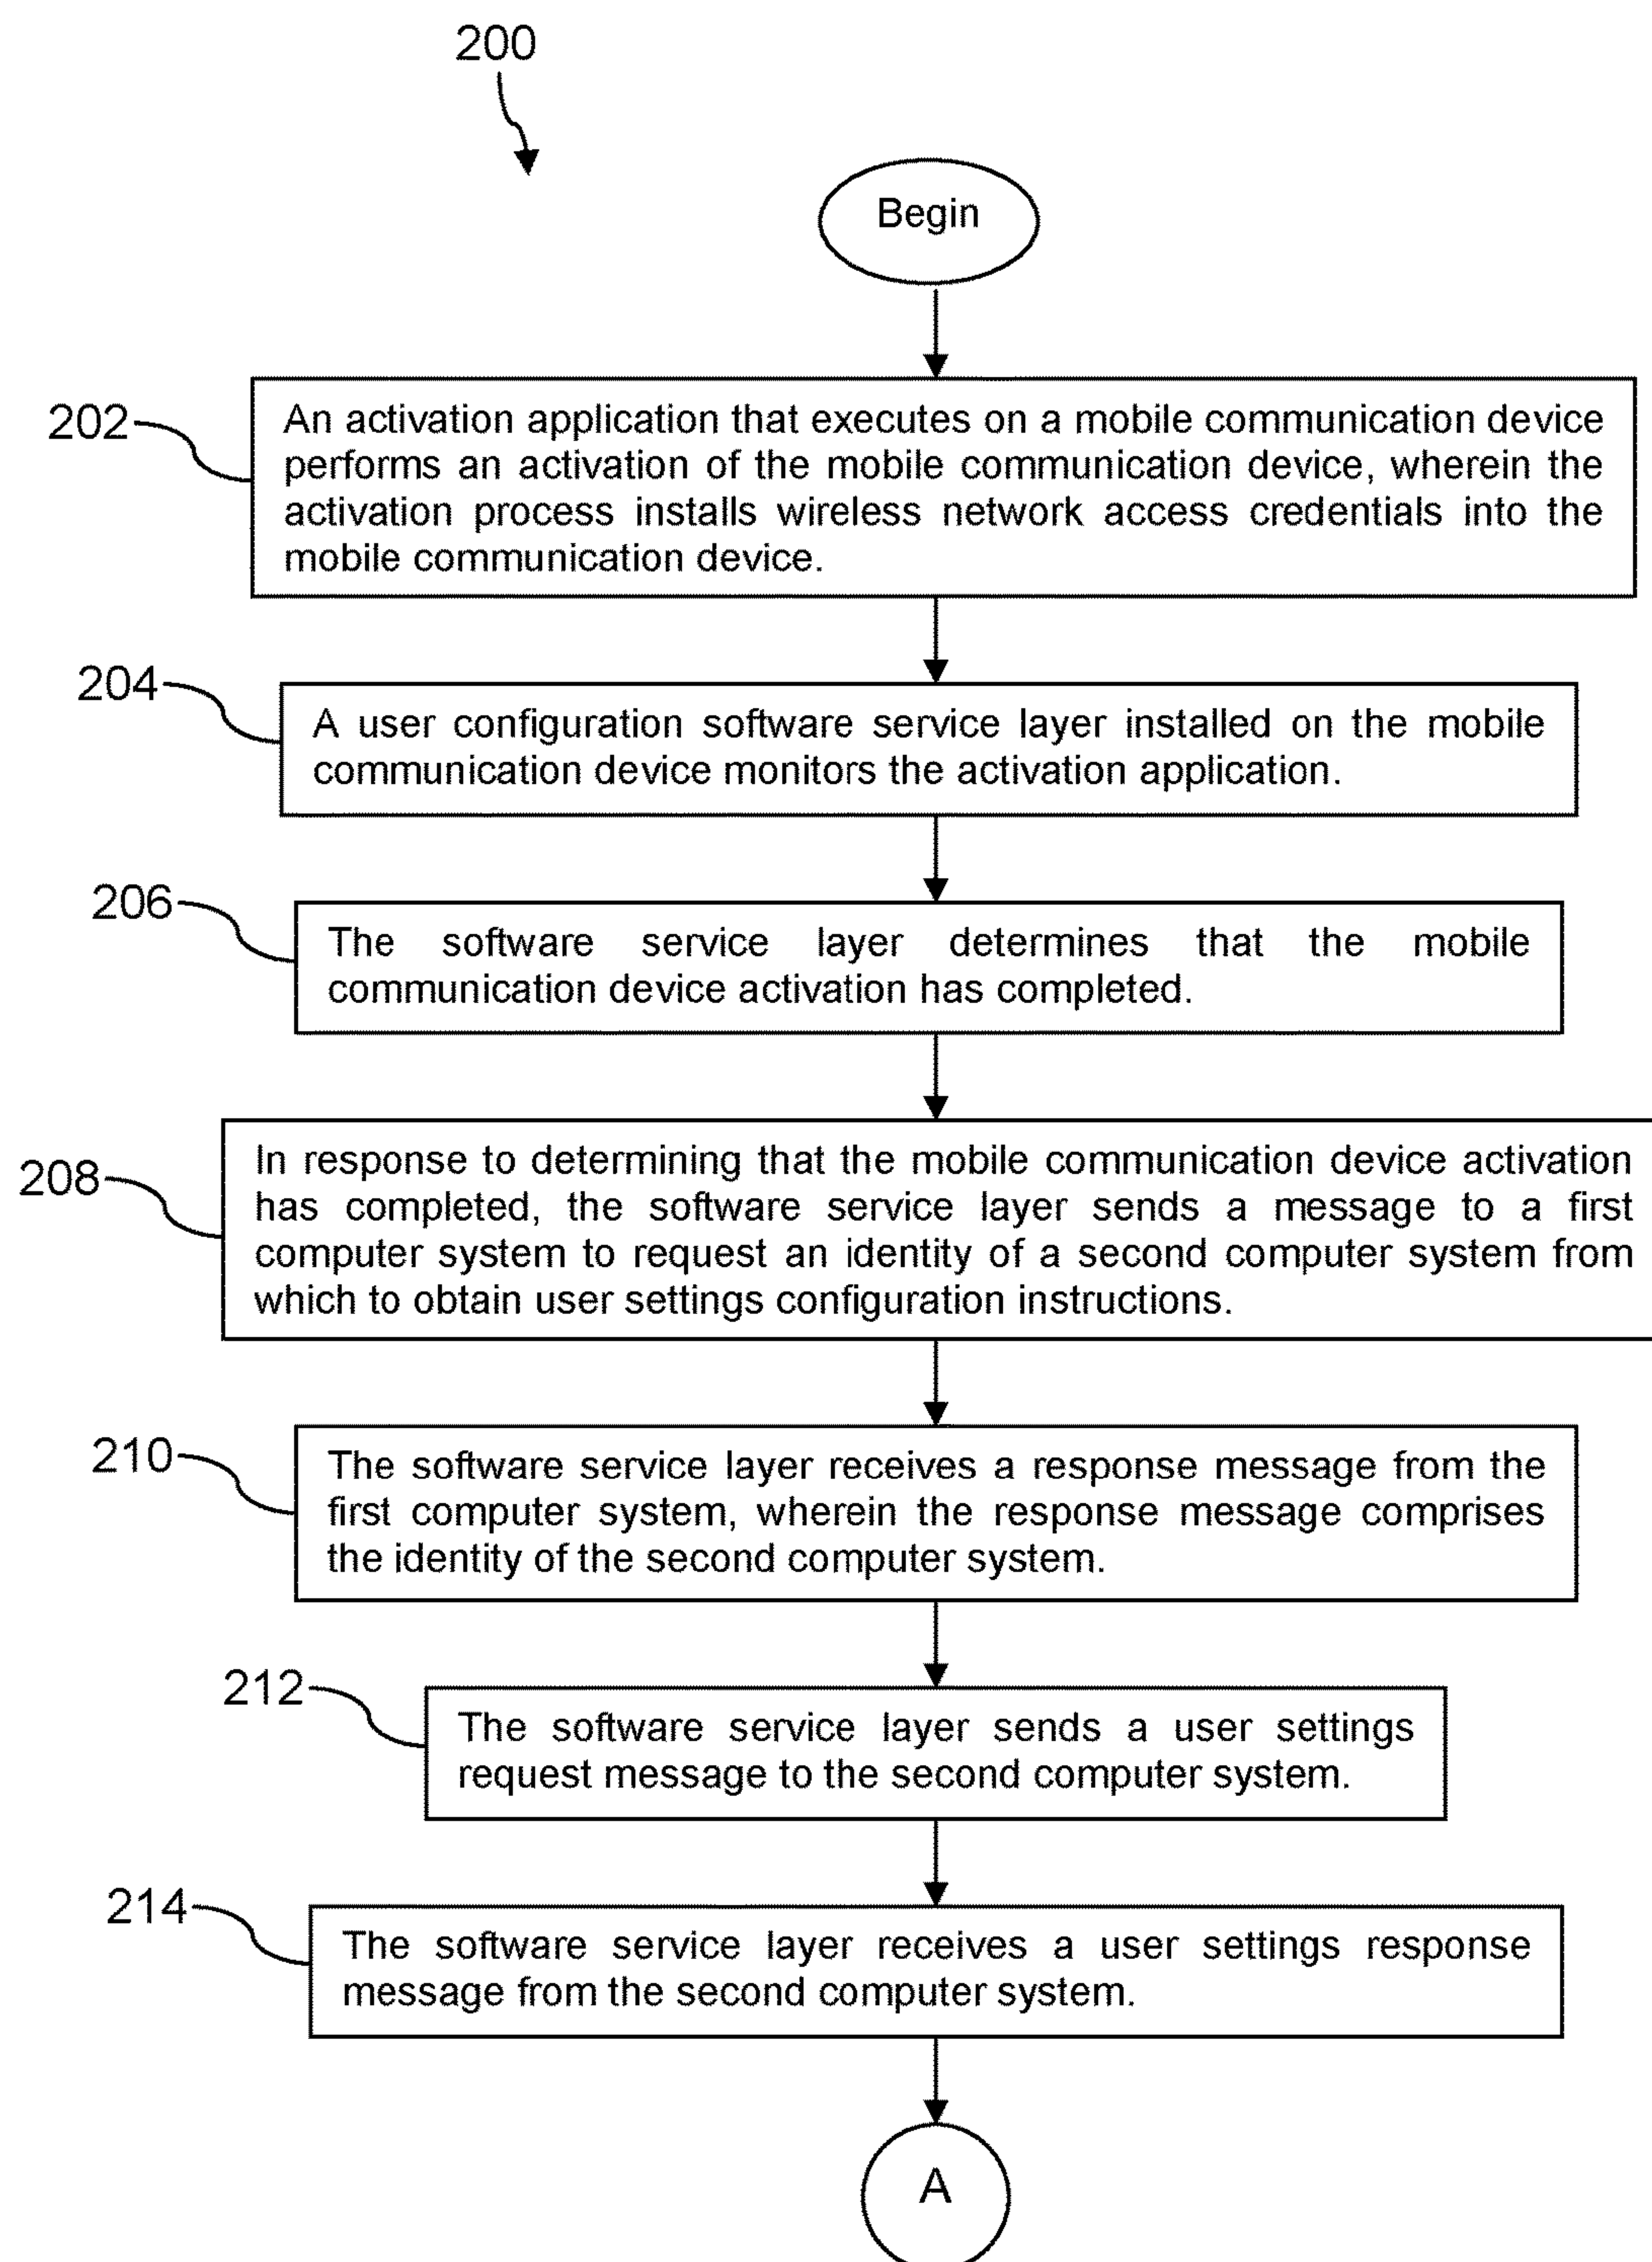 200
Begin
202
An activation application that executes on a mobile communication device
performs an activation of the mobile communication device, wherein the
activation process installs wireless network access credentials into the
mobile communication device.
204
A user configuration software service layer installed on the mobile
communication device monitors the activation application.
206
The software service layer determines that the mobile
communication device activation has completed.
208
In response to determining that the mobile communication device activation
has completed, the software service layer sends a message to a first
computer system to request an identity of a second computer system from
which to obtain user settings configuration instructions.
210
The software service layer receives a response message from the
first computer system, wherein the response message comprises
the identity of the second computer system.
212
The software service layer sends a user settings
request message to the second computer system.
214
The software service layer receives a user settings response
message from the second computer system.
A